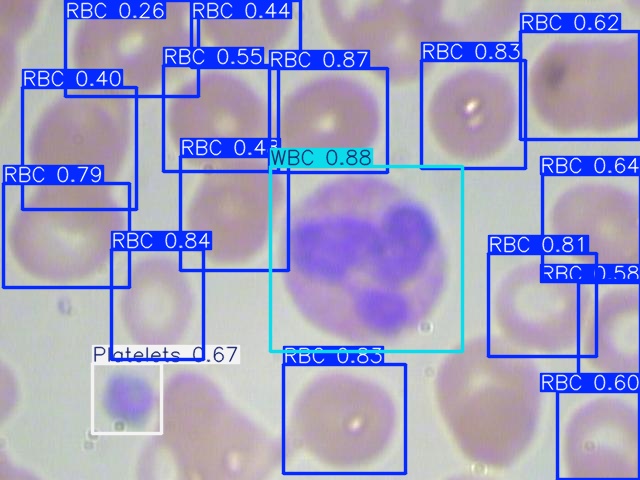 RBC 0.26
RBC 0.44
RBC 0.62
RBC 0.55
RBC 0.87
RBC 0.83
RBC 0.40
RBC 0.43
WBC 0.88
RBC 0.64
RBC 0.79
RBC 0.84
RBC 0.81
RBC 0.58
Platelets 0.67
RBC 0.83
RBC 0.60